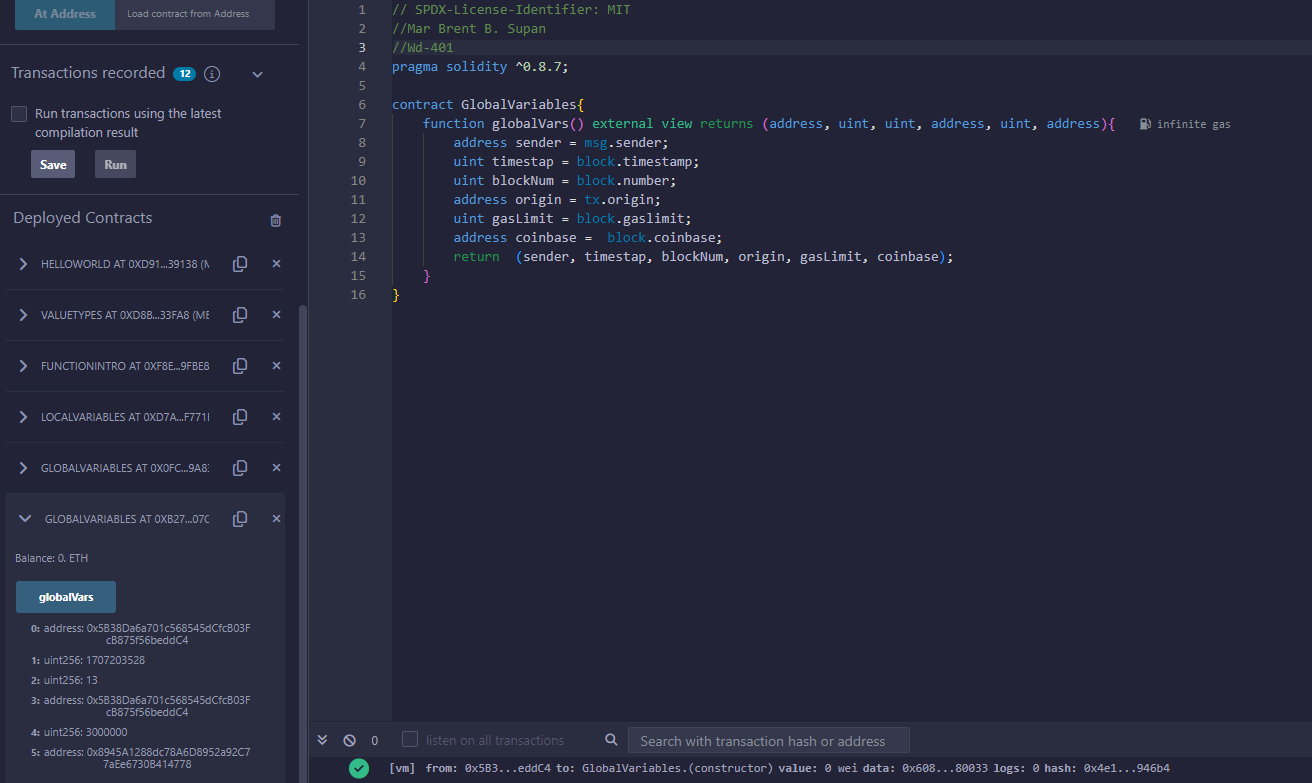 At Address
Load contract from Address
Transactions recorded 12 i
Run transactions using the latest
compilation result
Save
Run
Deployed Contracts
HELLOWORLD AT 0XD91...39138 (M
VALUETYPES AT 0XD8B...33FA8 (ME
FUNCTIONINTRO AT 0XF8E...9FBE8
LOCALVARIABLES AT 0XD7A...F771
GLOBALVARIABLES AT 0X0FC...9A8
GLOBALVARIABLES AT 0XB27...07C
Balance: 0. ETH
globalVars
0: address: 0x5B38Da6a701c568545dCfcB03F
cB875f56beddC4
1: uint256: 1707203528
2: uint256: 13
3: address: 0x5B38Da6a701c568545dCfcB03F
cB875f56beddC4
4: uint256: 3000000
5: address: 0x8945A1288dc78A6D8952a92C7
7aEe6730B414778
1 // SPDX-License-Identifier: MIT
2 //Mar Brent B. Supan
3 //Wd-401
4 pragma solidity ^0.8.7;
5
6 contract GlobalVariables{
7 function globalVars() external view returns (address, uint, uint, address, uint, address){ infinite gas
8 address sender = msg.sender;
9 uint timestap = block.timestamp;
10 uint blockNum = block.number;
11 address origin = tx.origin;
12 uint gasLimit = block.gaslimit;
13 address coinbase =  block.coinbase;
14 return  (sender, timestap, blockNum, origin, gasLimit, coinbase);
15 }
16 }
0
listen on all transactions
Search with transaction hash or address
[vm] from: 0x5B3...eddC4 to: GlobalVariables.(constructor) value: 0 wei data: 0x608...80033 logs: 0 hash: 0x4e1...946b4